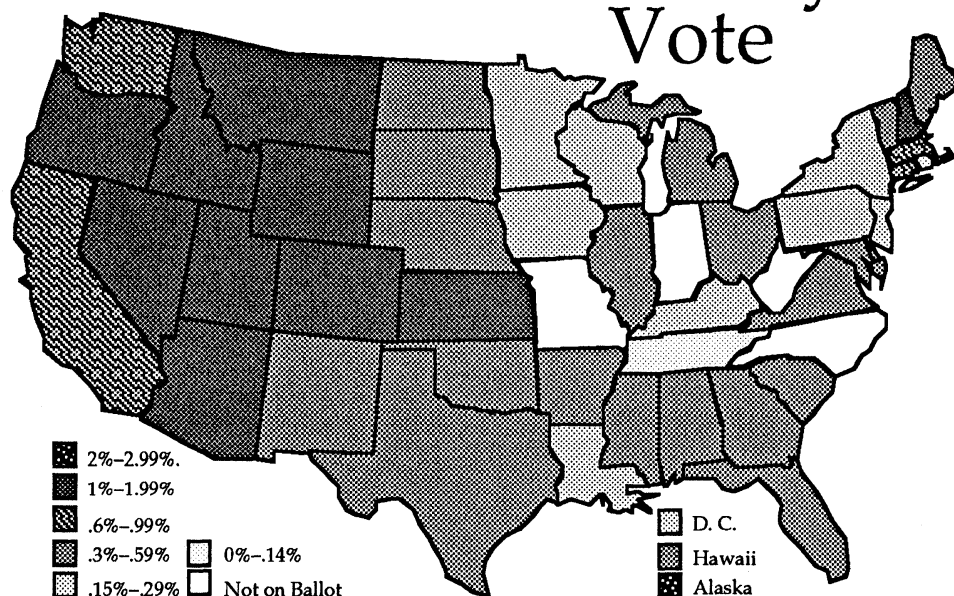 Vote
2%–2.99%.
1%–1.99%
.6%–.99%
.3%–.59%
.15%–.29%
0%–.14%
Not on Ballot
D. C.
Hawaii
Alaska